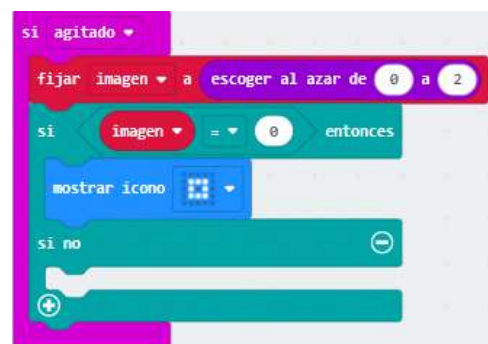 si agitado
fijar imagen a escoger al azar de 0 a 2
si imagen = 0 entonces
mostrar icono
si no